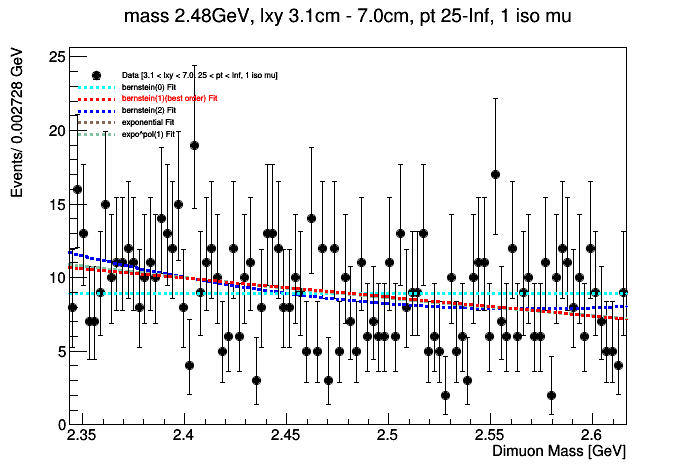 mass 2.48GeV, lxy 3.1cm - 7.0cm, pt 25-Inf, 1 iso mu
Events/ 0.002728 GeV
25
20
15
10
5
0
Data [3.1 < lxy < 7.0, 25 < pt < Inf, 1 iso mu]
bernstein(0) Fit
bernstein(1)(best order) Fit
bernstein(2) Fit
exponential Fit
expo*pol(1) Fit
2.35 2.4 2.45 2.5 2.55 2.6
Dimuon Mass [GeV]